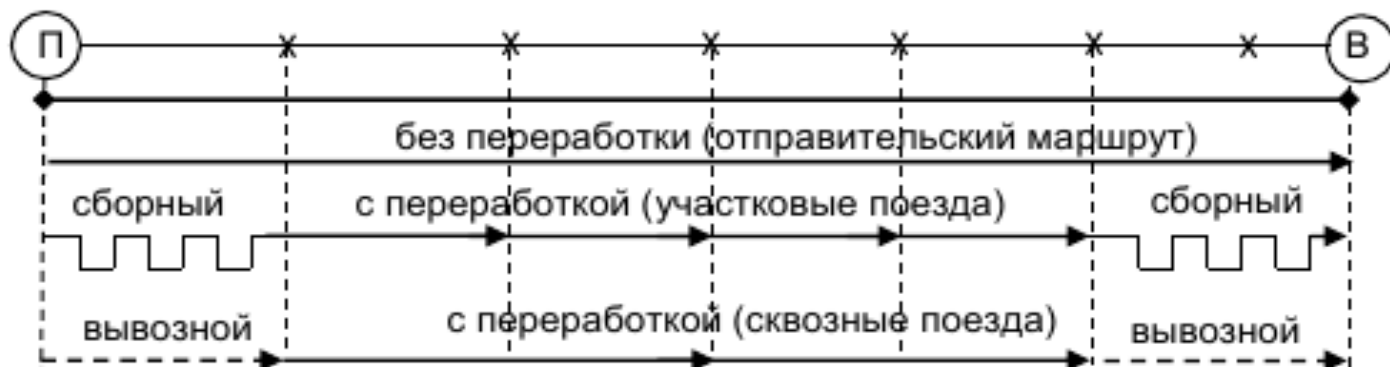 П х х х х х х В
без переработки (отправительский маршрут)
сборный с переработкой (участковые поезда) сборный
вывозной с переработкой (сквозные поезда) вывозной